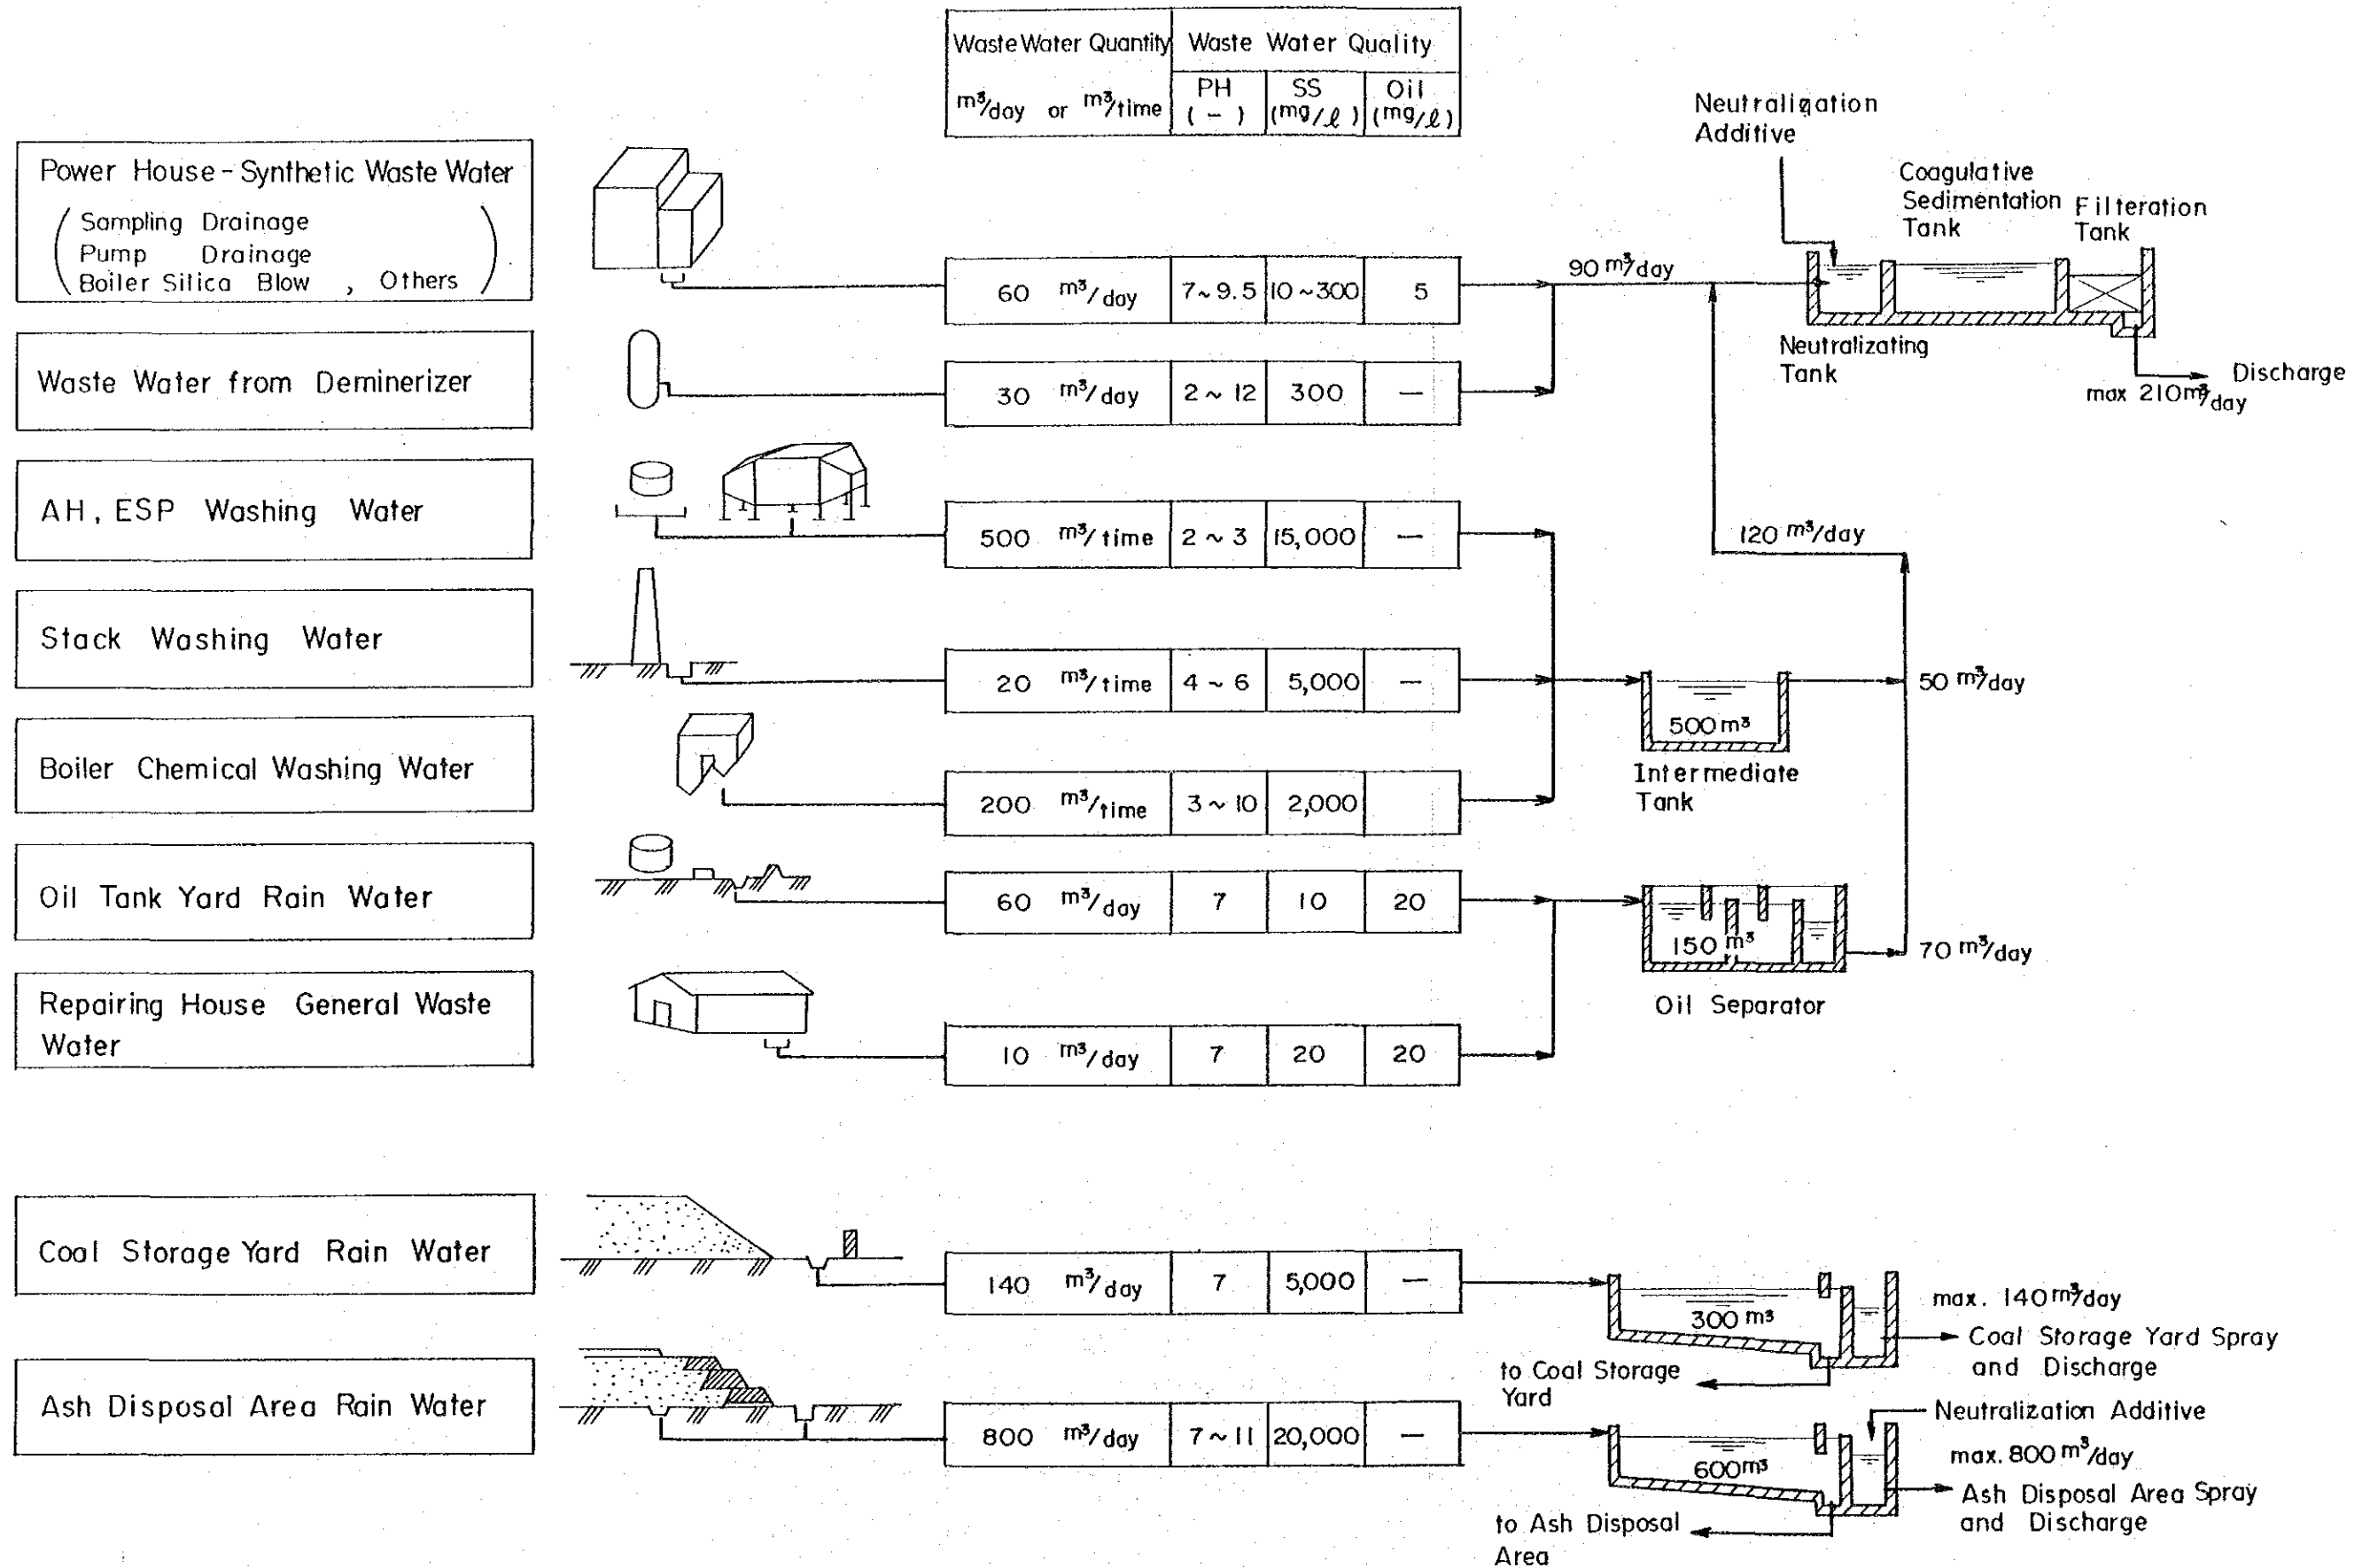 Waste Water Quantity
m³/day or m³/time
Waste Water Quality
PH
(-)
SS
(mg/ℓ)
Oil
(mg/ℓ)
Power House - Synthetic Waste Water
Sampling Drainage
Pump Drainage
Boiler Silica Blow , Others
60 m³/day
7~9.5
10~300
5
Waste Water from Deminerizer
30 m³/day
2~12
300
—
AH, ESP Washing Water
500 m³/time
2~3
15,000
—
Stack Washing Water
20 m³/time
4~6
5,000
—
Boiler Chemical Washing Water
200 m³/time
3~10
2,000
Oil Tank Yard Rain Water
60 m³/day
7
10
20
Repairing House General Waste
Water
10 m³/day
7
20
20
Coal Storage Yard Rain Water
140 m³/day
7
5,000
—
Ash Disposal Area Rain Water
800 m³/day
7~11
20,000
—
90 m³/day
Neutraligation
Additive
Coagulative
Sedimentation
Tank
Filteration
Tank
Neutralizating
Tank
Discharge
max 210m³/day
120 m³/day
500m³
Intermediate
Tank
50 m³/day
150 m³
Oil Separator
70 m³/day
300 m³
max. 140m³/day
Coal Storage Yard Spray
and Discharge
to Coal Storage
Yard
600m³
Neutralization Additive
max. 800 m³/day
Ash Disposal Area Spray
and Discharge
to Ash Disposal
Area